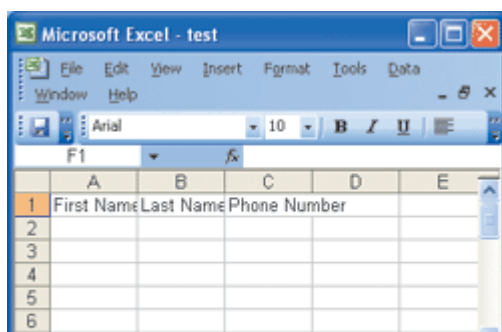 Microsoft Excel - test
File Edit View Insert Format Tools Data
Window Help
Arial 10 B I U
F1 fx
A B C D E
1 First Name Last Name Phone Number
2
3
4
5
6